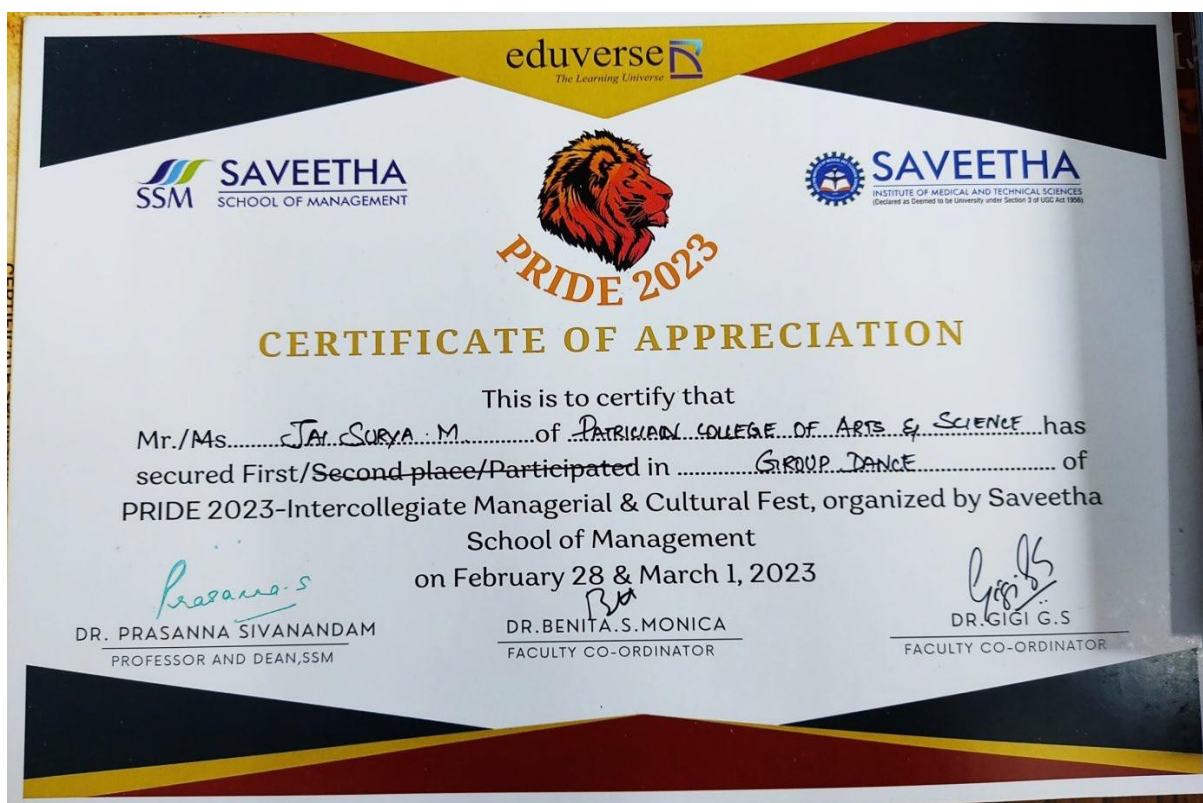 eduverse
The Learning Universe
SSM
SAVEETHA
SCHOOL OF MANAGEMENT
SAVEETHA
INSTITUTE OF MEDICAL AND TECHNICAL SCIENCES
(Declared as Deemed to be University under Section 3 of UGC Act 1956)
PRIDE 2023
CERTIFICATE OF APPRECIATION
This is to certify that
Mr./Ms........JAI SURYA. M..........of PATRICIAN COLLEGE OF ARTS & SCIENCE has
secured First/Second place/Participated in ..........GROUP DANCE.................... of
PRIDE 2023-Intercollegiate Managerial & Cultural Fest, organized by Saveetha
School of Management
on February 28 & March 1, 2023
Prasanna.S
Gigi GS
DR. PRASANNA SIVANANDAM
PROFESSOR AND DEAN,SSM
DR.BENITA.S.MONICA
FACULTY CO-ORDINATOR
DR.GIGI G.S
FACULTY CO-ORDINATOR